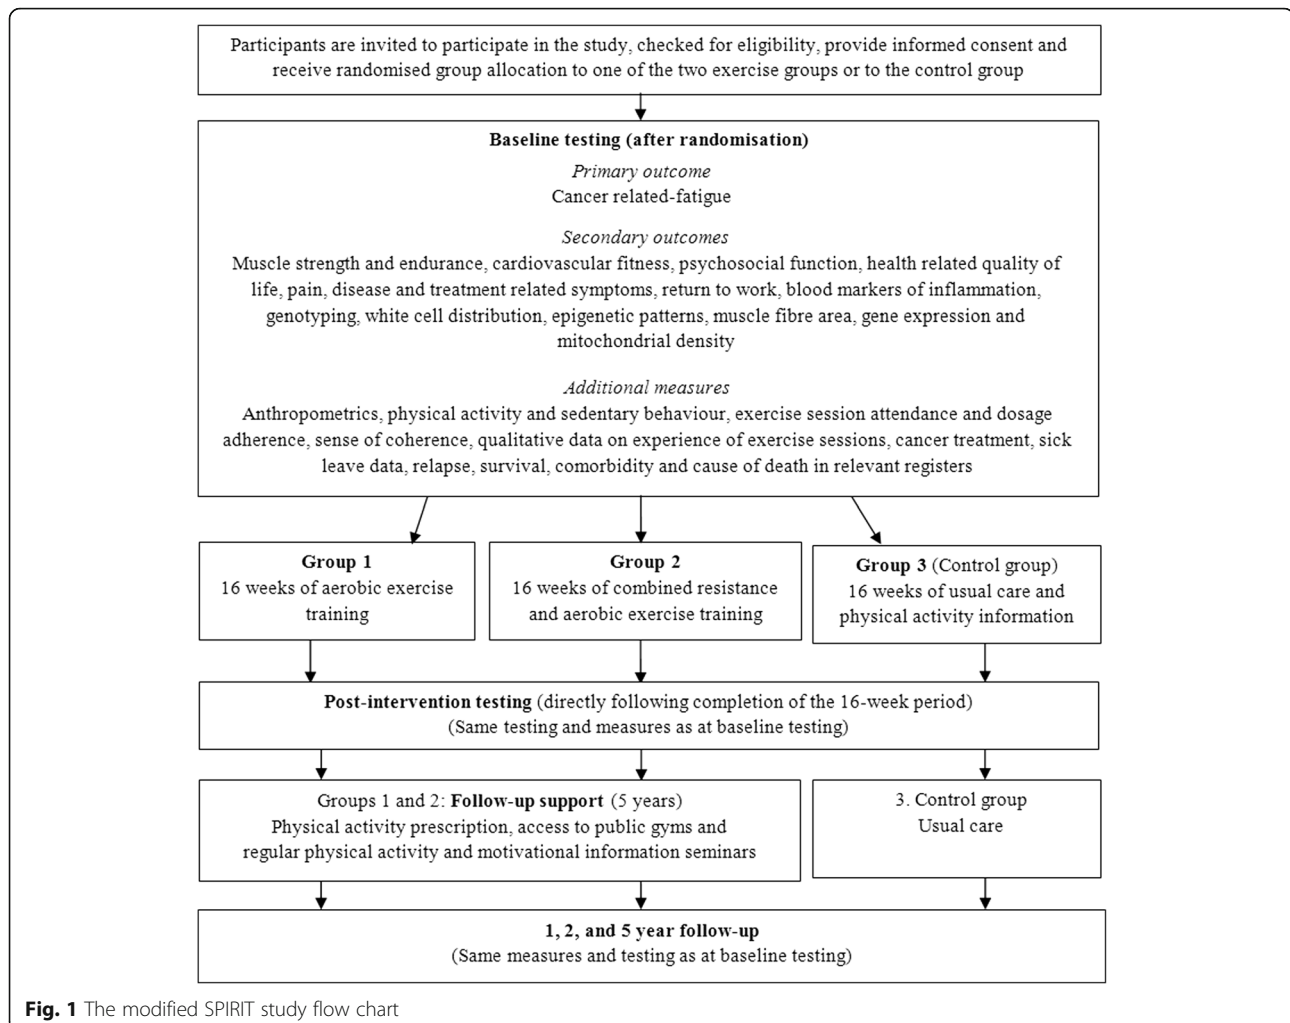 Participants are invited to participate in the study, checked for eligibility, provide informed consent and
receive randomised group allocation to one of the two exercise groups or to the control group
Baseline testing (after randomisation)
Primary outcome
Cancer related-fatigue
Secondary outcomes
Muscle strength and endurance, cardiovascular fitness, psychosocial function, health related quality of
life, pain, disease and treatment related symptoms, return to work, blood markers of inflammation,
genotyping, white cell distribution, epigenetic patterns, muscle fibre area, gene expression and
mitochondrial density
Additional measures
Anthropometrics, physical activity and sedentary behaviour, exercise session attendance and dosage
adherence, sense of coherence, qualitative data on experience of exercise sessions, cancer treatment, sick
leave data, relapse, survival, comorbidity and cause of death in relevant registers
Group 1
16 weeks of aerobic exercise
training
Group 2
16 weeks of combined resistance
and aerobic exercise training
Group 3 (Control group)
16 weeks of usual care and
physical activity information
Post-intervention testing (directly following completion of the 16-week period)
(Same testing and measures as at baseline testing)
Groups 1 and 2: Follow-up support (5 years)
Physical activity prescription, access to public gyms and
regular physical activity and motivational information seminars
3. Control group
Usual care
1, 2, and 5 year follow-up
(Same measures and testing as at baseline testing)
Fig. 1 The modified SPIRIT study flow chart